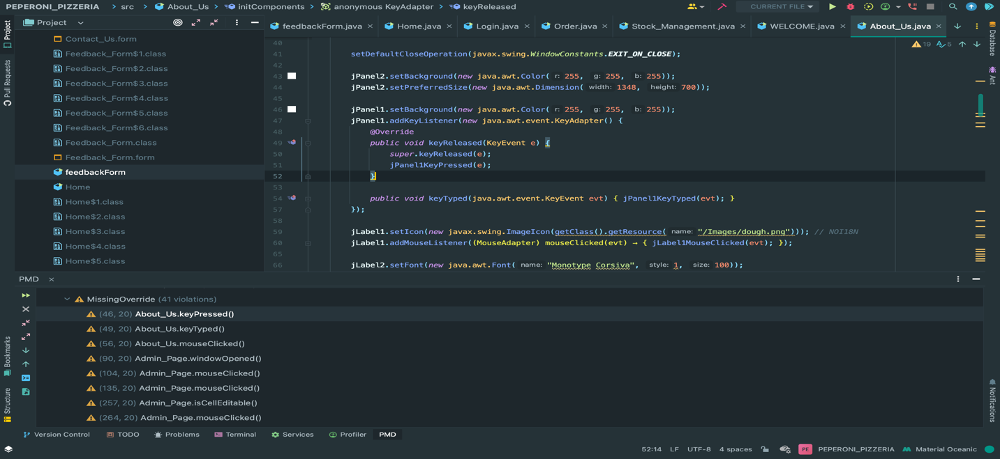 PEPERONI_PIZZERIA > src > About_Us > initComponents > anonymous KeyAdapter > keyReleased
CURRENT FILE
Project
feedbackForm.java
Home.java
Login.java
Order.java
Stock_Management.java
WELCOME.java
About_Us.java
Project
Pull Requests
Bookmarks
Structure
Contact_Us.form
Feedback_Form$1.class
Feedback_Form$2.class
Feedback_Form$3.class
Feedback_Form$4.class
Feedback_Form$5.class
Feedback_Form$6.class
Feedback_Form.class
Feedback_Form.form
feedbackForm
Home
Home$1.class
Home$2.class
Home$3.class
Home$4.class
Home$5.class
19 5
40
41 setDefaultCloseOperation(javax.swing.WindowConstants.EXIT_ON_CLOSE);
42
43 jPanel2.setBackground(new java.awt.Color( r: 255, g: 255, b: 255));
44 jPanel2.setPreferredSize(new java.awt.Dimension( width: 1348, height: 700));
45
46 jPanel1.setBackground(new java.awt.Color( r: 255, g: 255, b: 255));
47 jPanel1.addKeyListener(new java.awt.event.KeyAdapter() {
48 @Override
49 public void keyReleased(KeyEvent e) {
50 super.keyReleased(e);
51 jPanel1KeyPressed(e);
52 }
53
54 public void keyTyped(java.awt.event.KeyEvent evt) { jPanel1KeyTyped(evt); }
57 });
58
59 jLabel1.setIcon(new javax.swing.ImageIcon(getClass().getResource( name: "/Images/dough.png"))); // NOI18N
60 jLabel1.addMouseListener((MouseAdapter) mouseClicked(evt) → { jLabel1MouseClicked(evt); });
65
66 jLabel2.setFont(new java.awt.Font( name: "Monotype Corsiva", style: 1, size: 100));
Database
Ant
Notifications
PMD
MissingOverride (41 violations)
(46, 20) About_Us.keyPressed()
(49, 20) About_Us.keyTyped()
(56, 20) About_Us.mouseClicked()
(90, 20) Admin_Page.windowOpened()
(104, 20) Admin_Page.mouseClicked()
(135, 20) Admin_Page.mouseClicked()
(257, 20) Admin_Page.isCellEditable()
(264, 20) Admin_Page.mouseClicked()
Version Control TODO Problems Terminal Services Profiler PMD
52:14 LF UTF-8 4 spaces PE PEPERONI_PIZZERIA Material Oceanic